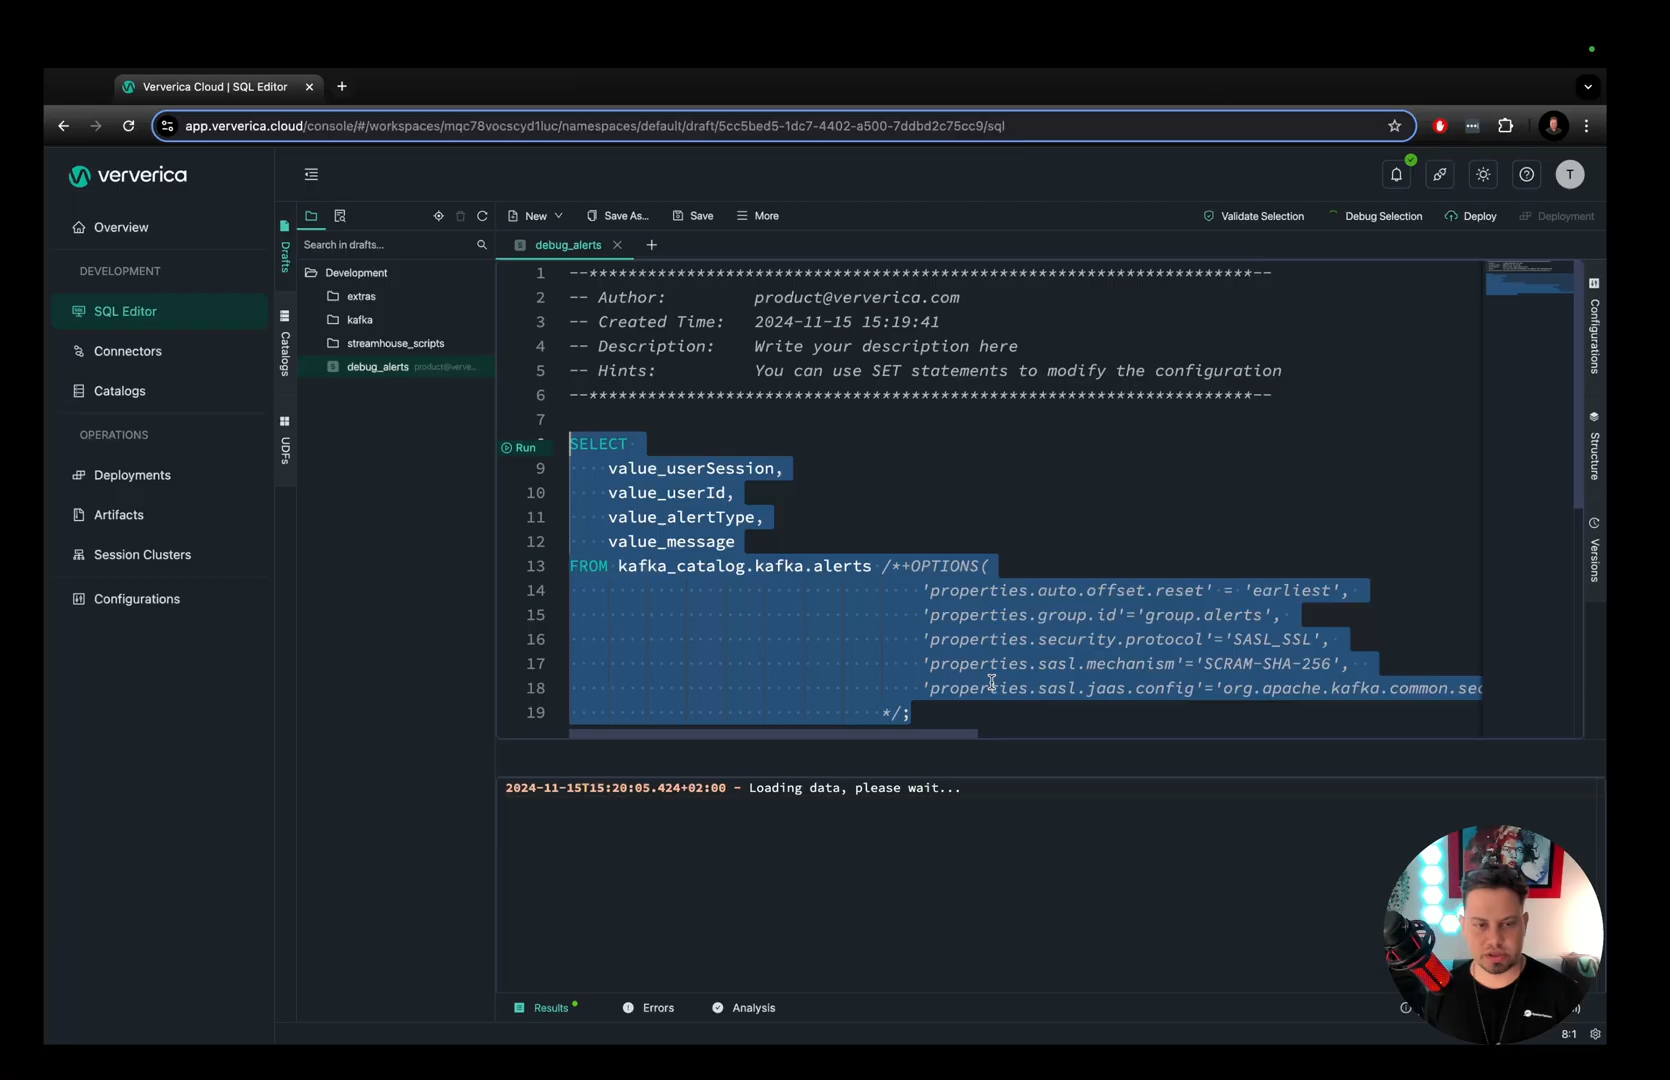 Ververica Cloud | SQL Editor
app.ververica.cloud/console/#/workspaces/mqc78vocscyd1luc/namespaces/default/draft/5cc5bed5-1dc7-4402-a500-7ddbd2c75cc9/sql
ververica
T
Overview
DEVELOPMENT
SQL Editor
Connectors
Catalogs
OPERATIONS
Deployments
Artifacts
Session Clusters
Configurations
Drafts
Catalogs
UDFs
Search in drafts...
Development
extras
kafka
streamhouse_scripts
debug_alerts product@verve...
New
Save As...
Save
More
Validate Selection
Debug Selection
Deploy
Deployment
debug_alerts
1 --********************************************************************--
2 -- Author: product@ververica.com
3 -- Created Time: 2024-11-15 15:19:41
4 -- Description: Write your description here
5 -- Hints: You can use SET statements to modify the configuration
6 --********************************************************************--
7
Run SELECT
9 value_userSession,
10 value_userId,
11 value_alertType,
12 value_message
13 FROM kafka_catalog.kafka.alerts /*+OPTIONS(
14 'properties.auto.offset.reset' = 'earliest',
15 'properties.group.id'='group.alerts',
16 'properties.security.protocol'='SASL_SSL',
17 'properties.sasl.mechanism'='SCRAM-SHA-256',
18 'properties.sasl.jaas.config'='org.apache.kafka.common.sec
19 */;
Configurations
Structure
Versions
2024-11-15T15:20:05.424+02:00 - Loading data, please wait...
Results
Errors
Analysis
8:1